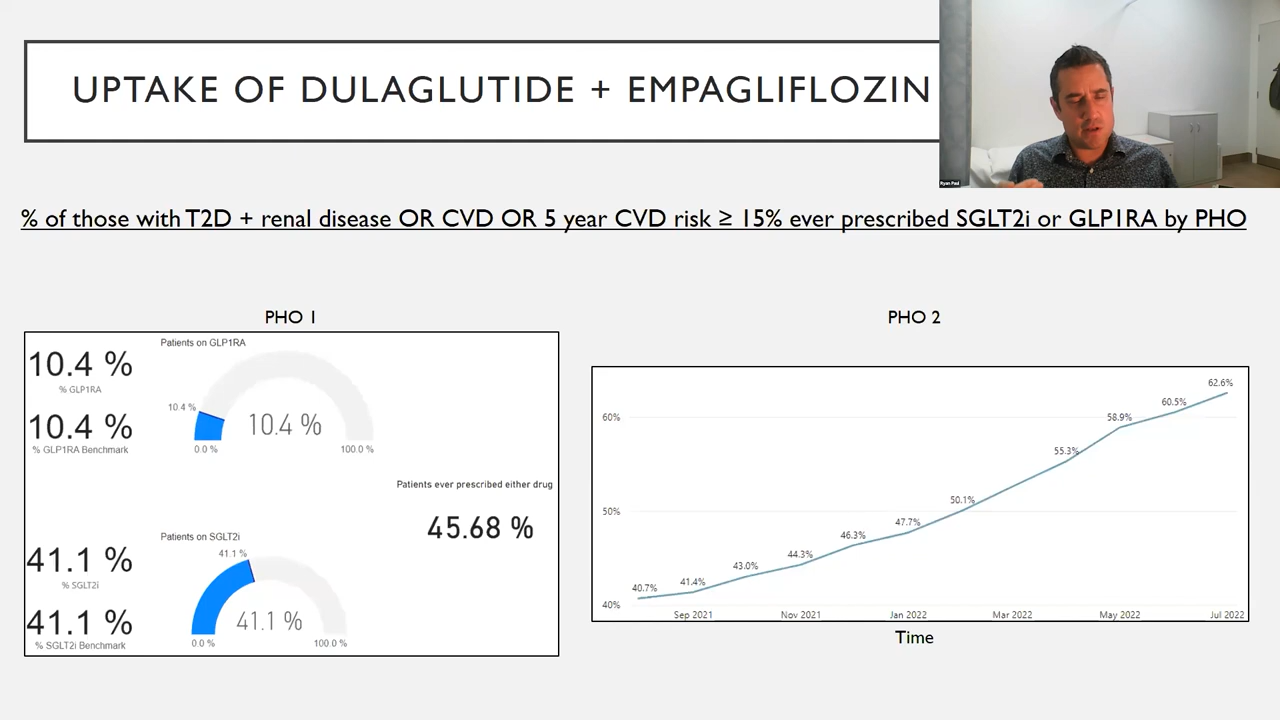 UPTAKE OF DULAGLUTIDE + EMPAGLIFLOZIN
Ryan Paul
% of those with T2D + renal disease OR CVD OR 5 year CVD risk ≥ 15% ever prescribed SGLT2i or GLP1RA by PHO
PHO 1
10.4 %
% GLP1RA
10.4 %
% GLP1RA Benchmark
Patients on GLP1RA
10.4 %
10.4 %
0.0 %
100.0 %
Patients ever prescribed either drug
45.68 %
41.1 %
% SGLT2i
41.1 %
% SGLT2i Benchmark
Patients on SGLT2i
41.1 %
41.1 %
0.0 %
100.0 %
PHO 2
60%
50%
40%
40.7%
41.4%
43.0%
44.3%
46.3%
47.7%
50.1%
55.3%
58.9%
60.5%
62.6%
Sep 2021
Nov 2021
Jan 2022
Mar 2022
May 2022
Jul 2022
Time